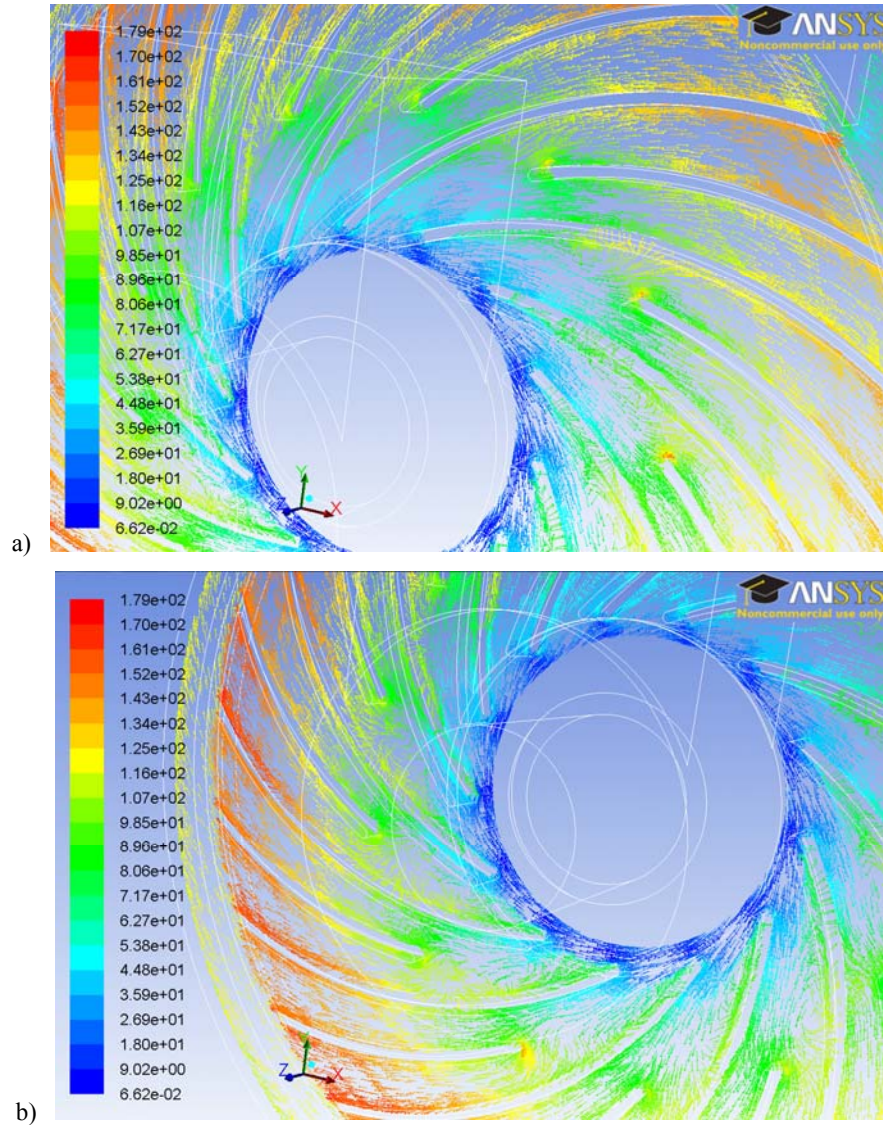 ANSYS
Noncommercial use only
1.79e+02
1.70e+02
1.61e+02
1.52e+02
1.43e+02
1.34e+02
1.25e+02
1.16e+02
1.07e+02
9.85e+01
8.96e+01
8.06e+01
7.17e+01
6.27e+01
5.38e+01
4.48e+01
3.59e+01
2.69e+01
1.80e+01
9.02e+00
6.62e-02
Y
X
a)
ANSYS
Noncommercial use only
1.79e+02
1.70e+02
1.61e+02
1.52e+02
1.43e+02
1.34e+02
1.25e+02
1.16e+02
1.07e+02
9.85e+01
8.96e+01
8.06e+01
7.17e+01
6.27e+01
5.38e+01
4.48e+01
3.59e+01
2.69e+01
1.80e+01
9.02e+00
6.62e-02
Z
X
b)